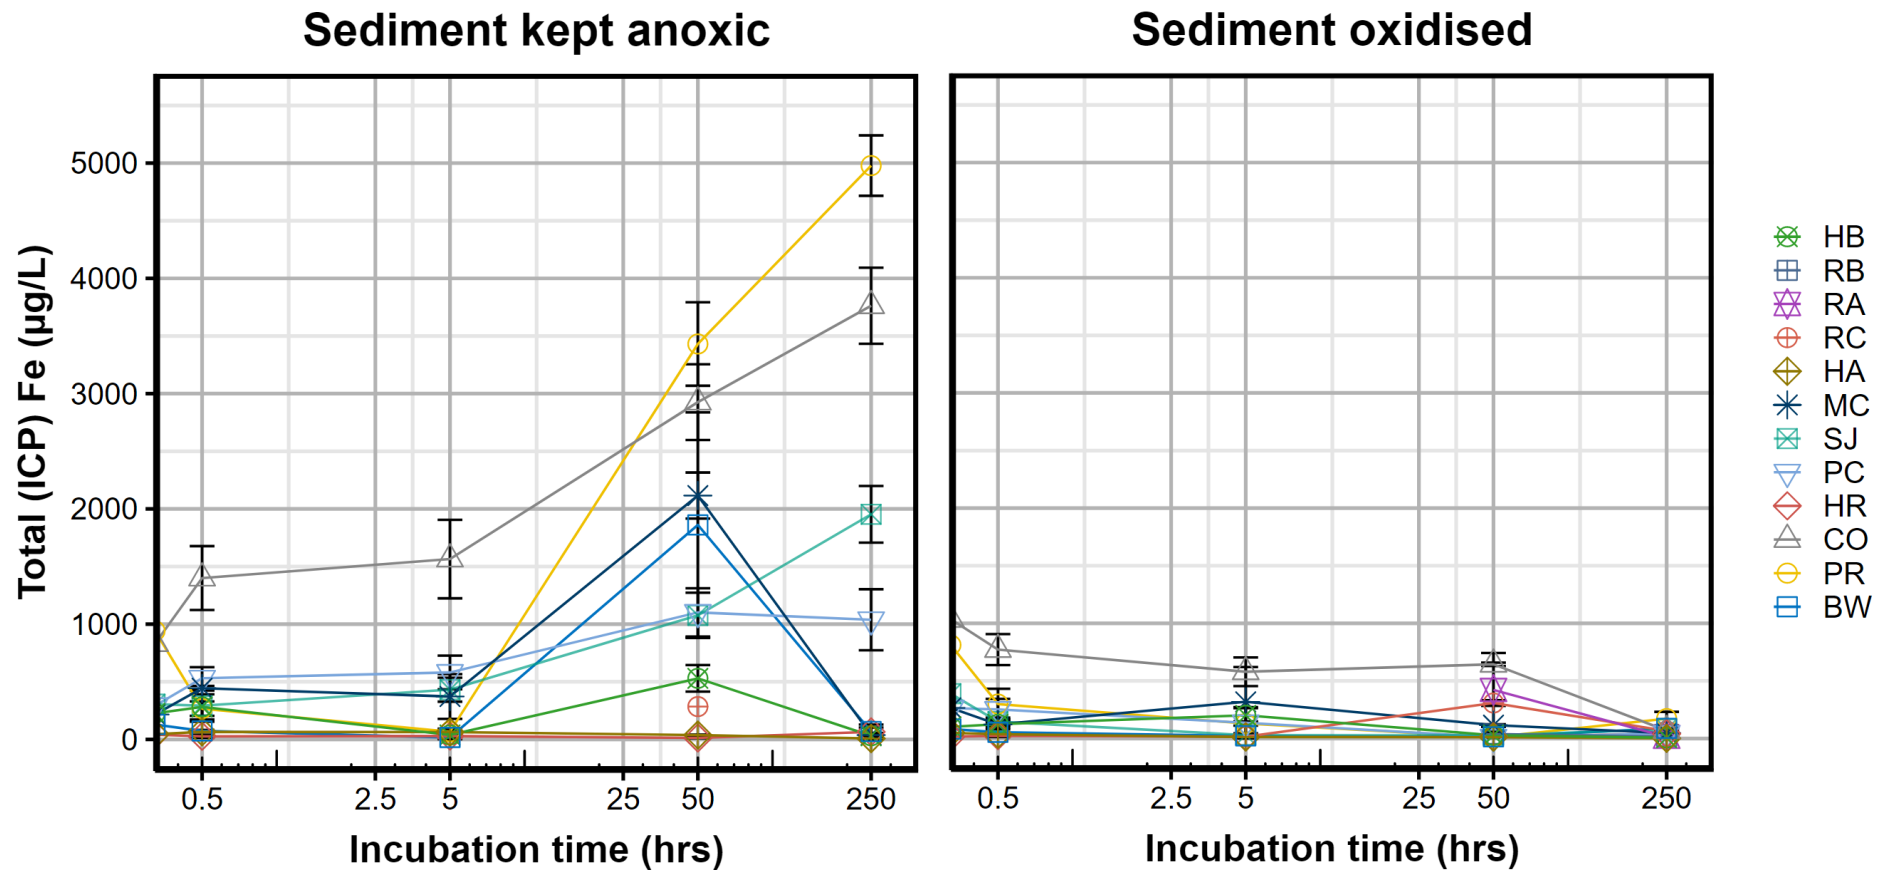 Sediment kept anoxic
Sediment oxidised
Total (ICP) Fe (µg/L)
5000
4000
3000
2000
1000
0
0.5 2.5 5 25 50 250
0.5 2.5 5 25 50 250
Incubation time (hrs)
Incubation time (hrs)
HB
RB
RA
RC
HA
MC
SJ
PC
HR
CO
PR
BW